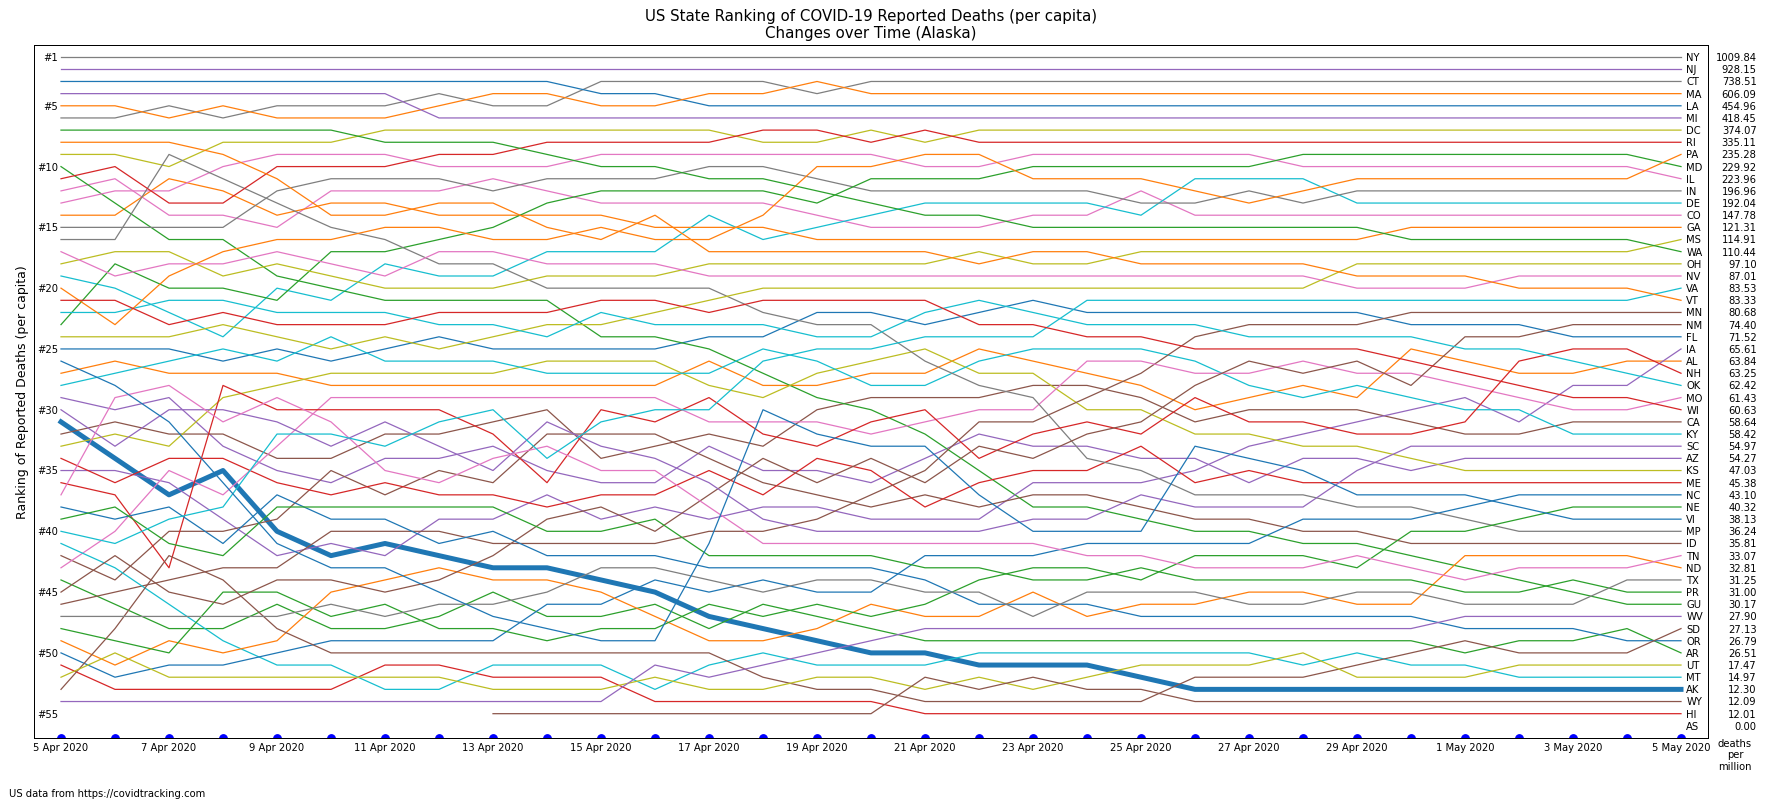 US State Ranking of COVID-19 Reported Deaths (per capita)
Changes over Time (Alaska)
Ranking of Reported Deaths (per capita)
#1
#5
#10
#15
#20
#25
#30
#35
#40
#45
#50
#55
NY 1009.84
NJ 928.15
CT 738.51
MA 606.09
LA 454.96
MI 418.45
DC 374.07
RI 335.11
PA 235.28
MD 229.92
IL 223.96
IN 196.96
DE 192.04
CO 147.78
GA 121.31
MS 114.91
WA 110.44
OH 97.10
NV 87.01
VA 83.53
VT 83.33
MN 80.68
NM 74.40
FL 71.52
IA 65.61
AL 63.84
NH 63.25
OK 62.42
MO 61.43
WI 60.63
CA 58.64
KY 58.42
SC 54.97
AZ 54.27
KS 47.03
ME 45.38
NC 43.10
NE 40.32
VI 38.13
MP 36.24
ID 35.81
TN 33.07
ND 32.81
TX 31.25
PR 31.00
GU 30.17
WV 27.90
SD 27.13
OR 26.79
AR 26.51
UT 17.47
MT 14.97
AK 12.30
WY 12.09
HI 12.01
AS 0.00
5 Apr 2020 7 Apr 2020 9 Apr 2020 11 Apr 2020 13 Apr 2020 15 Apr 2020 17 Apr 2020 19 Apr 2020 21 Apr 2020 23 Apr 2020 25 Apr 2020 27 Apr 2020 29 Apr 2020 1 May 2020 3 May 2020 5 May 2020
deaths
per
million
US data from https://covidtracking.com